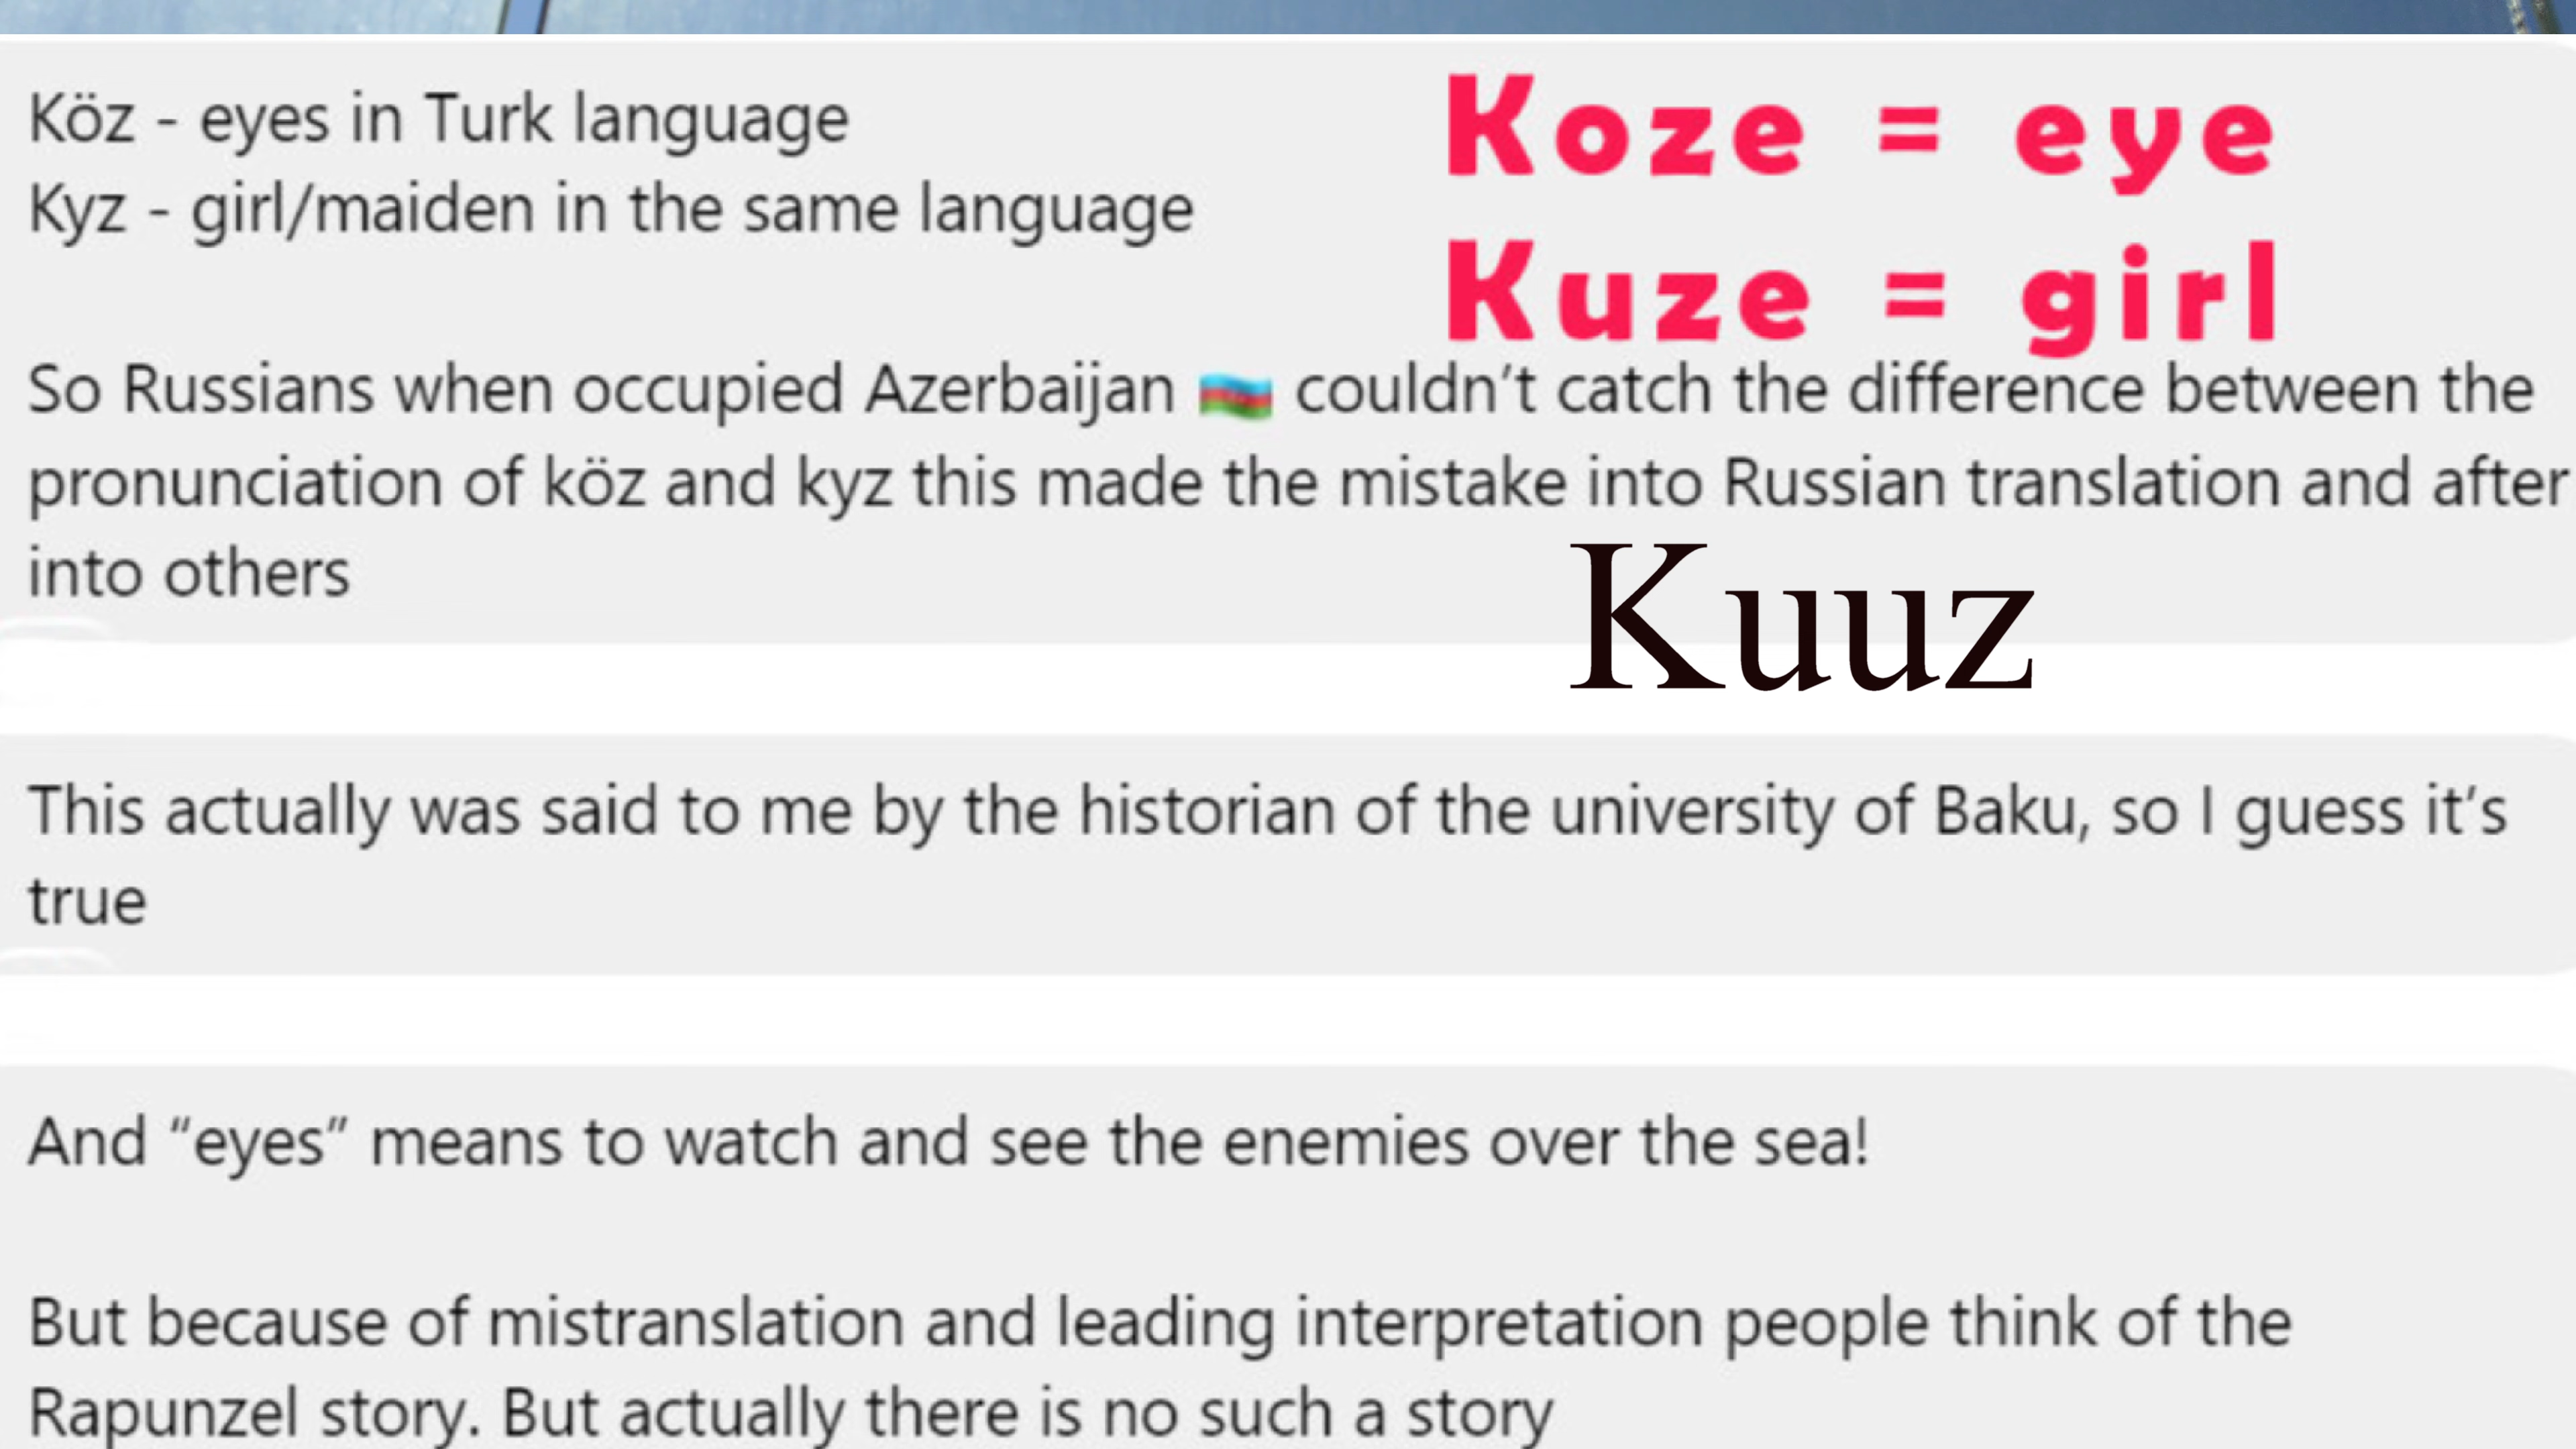 Köz - eyes in Turk language
Kyz - girl/maiden in the same language
Koze = eye
Kuze = girl
So Russians when occupied Azerbaijan 🇦🇿 couldn't catch the difference between the
pronunciation of köz and kyz this made the mistake into Russian translation and after
into others
Kuuz
This actually was said to me by the historian of the university of Baku, so I guess it's
true
And “eyes” means to watch and see the enemies over the sea!
But because of mistranslation and leading interpretation people think of the
Rapunzel story. But actually there is no such a story